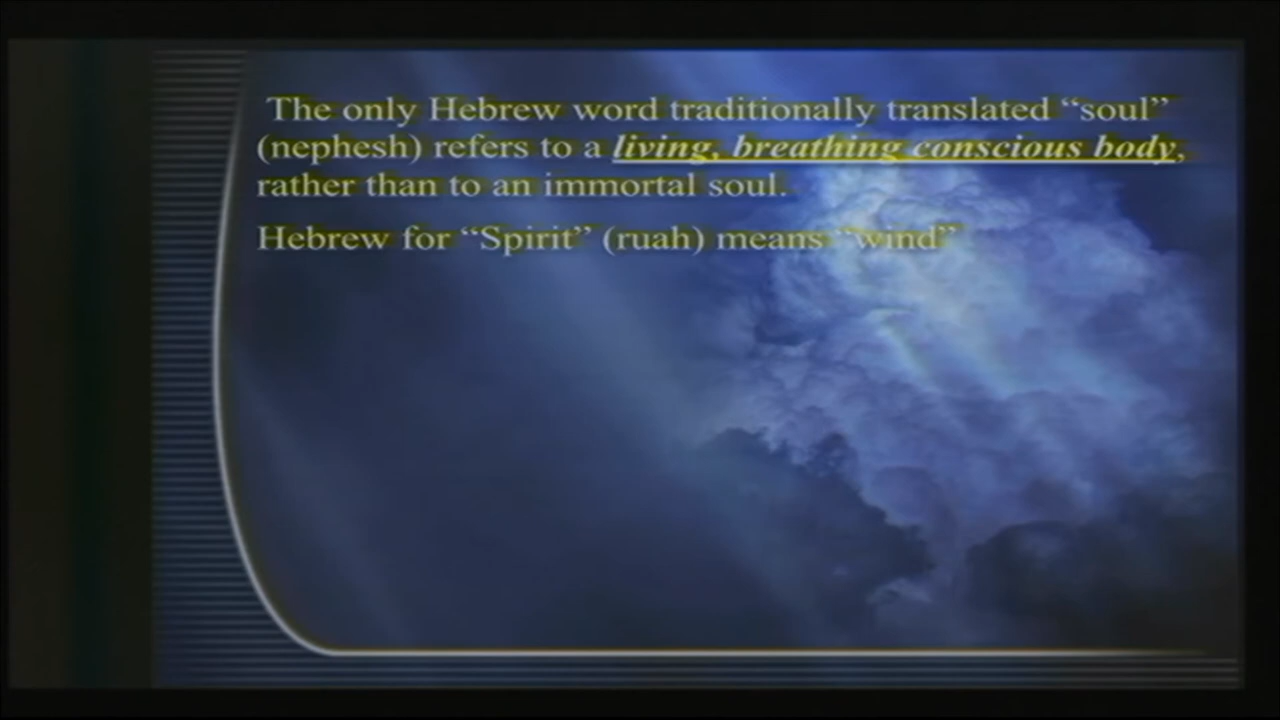 The only Hebrew word traditionally translated “soul”
(nephesh) refers to a living, breathing conscious body,
rather than to an immortal soul.
Hebrew for “Spirit” (ruah) means “wind”